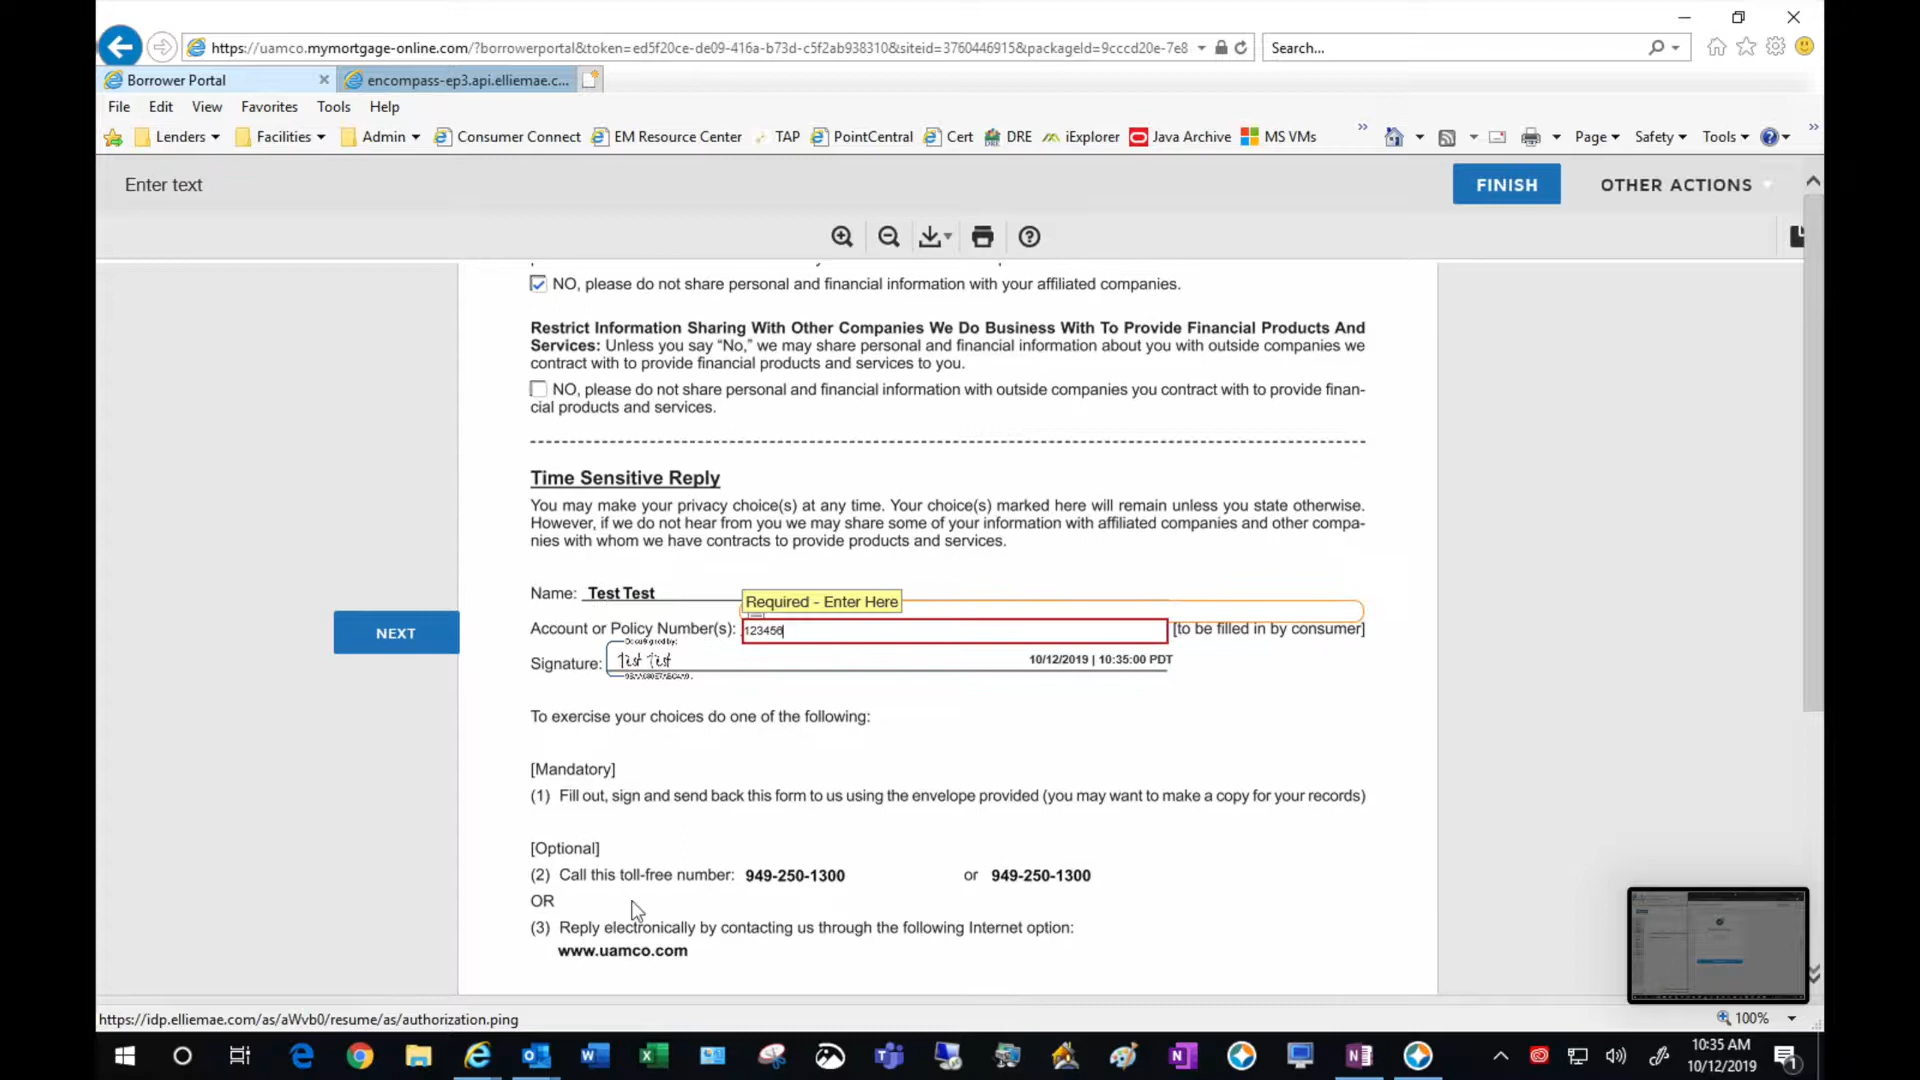 https://uamco.mymortgage-online.com/?borrowerportal&token=ed5f20ce-de09-416a-b73d-c5f2ab938310&siteid=3760446915&packageId=9cccd20e-7e8
Search...
Borrower Portal
encompass-ep3.api.elliemae.c...
File Edit View Favorites Tools Help
Lenders Facilities Admin Consumer Connect EM Resource Center TAP PointCentral Cert DRE iExplorer Java Archive MS VMs » Page Safety Tools »
Enter text
FINISH
OTHER ACTIONS
NO, please do not share personal and financial information with your affiliated companies.
Restrict Information Sharing With Other Companies We Do Business With To Provide Financial Products And
Services: Unless you say “No,” we may share personal and financial information about you with outside companies we
contract with to provide financial products and services to you.
NO, please do not share personal and financial information with outside companies you contract with to provide finan-
cial products and services.
Time Sensitive Reply
You may make your privacy choice(s) at any time. Your choice(s) marked here will remain unless you state otherwise.
However, if we do not hear from you we may share some of your information with affiliated companies and other compa-
nies with whom we have contracts to provide products and services.
Name: Test Test
Required - Enter Here
Account or Policy Number(s): 123456 [to be filled in by consumer]
NEXT
Signature: Test Test 10/12/2019 | 10:35:00 PDT
To exercise your choices do one of the following:
[Mandatory]
(1) Fill out, sign and send back this form to us using the envelope provided (you may want to make a copy for your records)
[Optional]
(2) Call this toll-free number: 949-250-1300 or 949-250-1300
OR
(3) Reply electronically by contacting us through the following Internet option:
www.uamco.com
https://idp.elliemae.com/as/aWvb0/resume/as/authorization.ping
100%
10:35 AM
10/12/2019
1